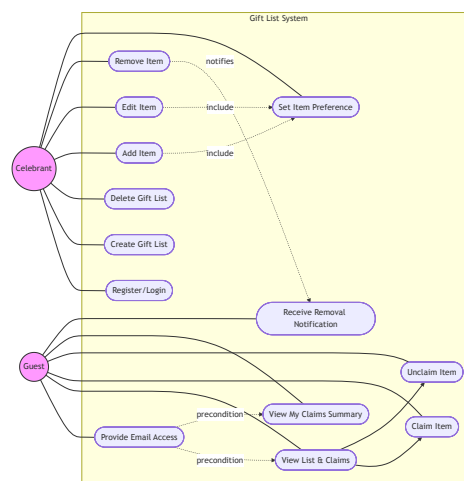 Gift List System
Remove Item
notifies
Edit Item
include
Set Item Preference
Add Item
include
Celebrant
Delete Gift List
Create Gift List
Register/Login
Receive Removal
Notification
Guest
Unclaim Item
View My Claims Summary
precondition
Claim Item
Provide Email Access
precondition
View List & Claims